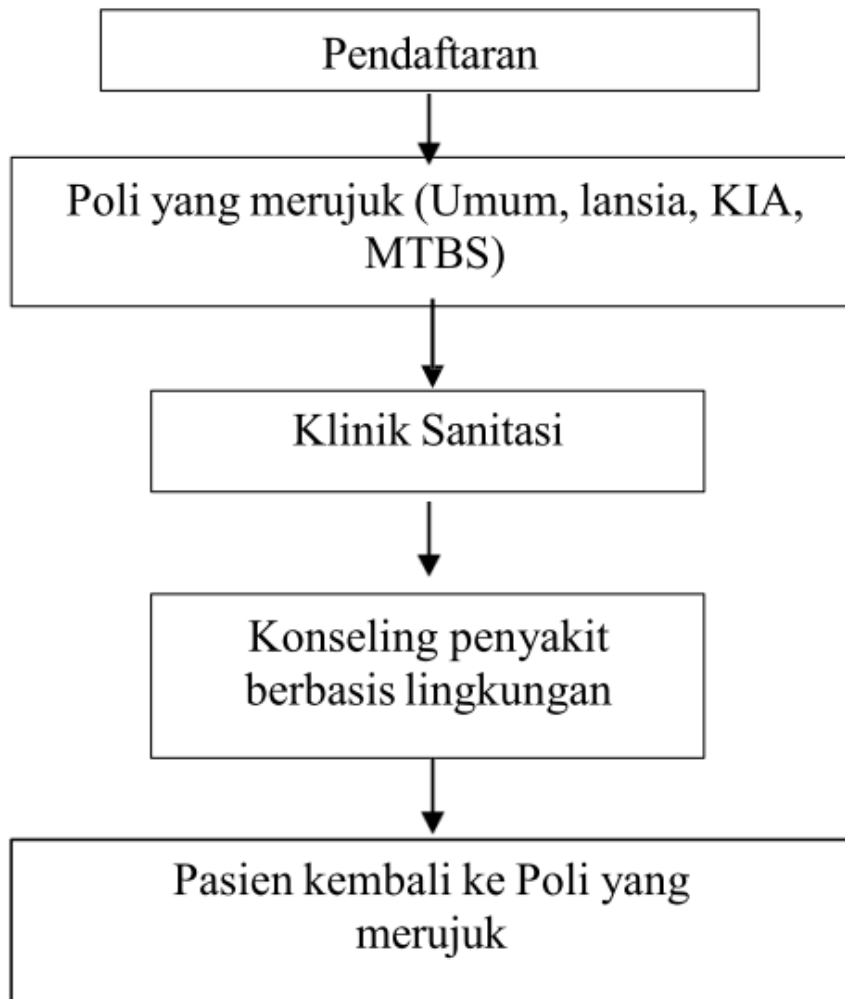 Pendaftaran
Poli yang merujuk (Umum, lansia, KIA,
MTBS)
Klinik Sanitasi
Konseling penyakit
berbasis lingkungan
Pasien kembali ke Poli yang
merujuk